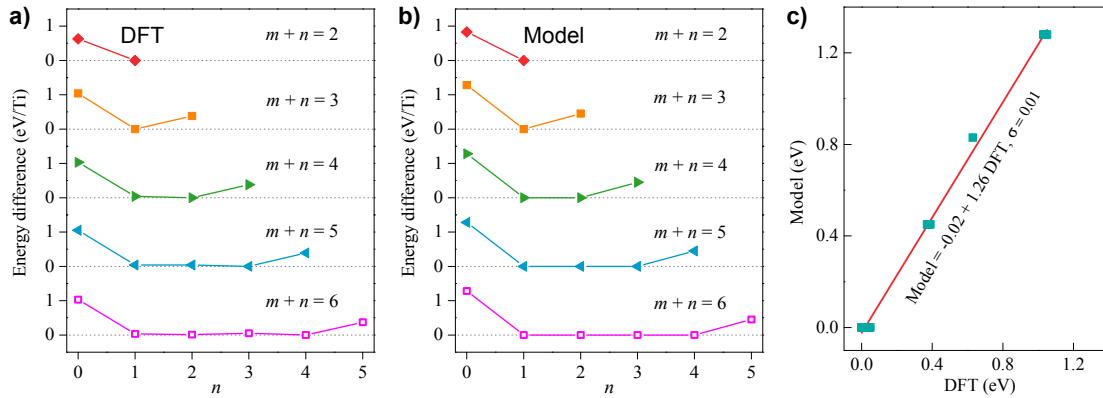 a)
DFT
Energy difference (eV/Ti)
1
0
m + n = 2
1
0
m + n = 3
1
0
m + n = 4
1
0
m + n = 5
1
0
m + n = 6
0 1 2 3 4 5
n
b)
Model
Energy difference (eV/Ti)
1
0
m + n = 2
1
0
m + n = 3
1
0
m + n = 4
1
0
m + n = 5
1
0
m + n = 6
0 1 2 3 4 5
n
c)
Model (eV)
1.2
0.8
0.4
0.0
Model = -0.02 + 1.26 DFT, σ = 0.01
0.0 0.4 0.8 1.2
DFT (eV)